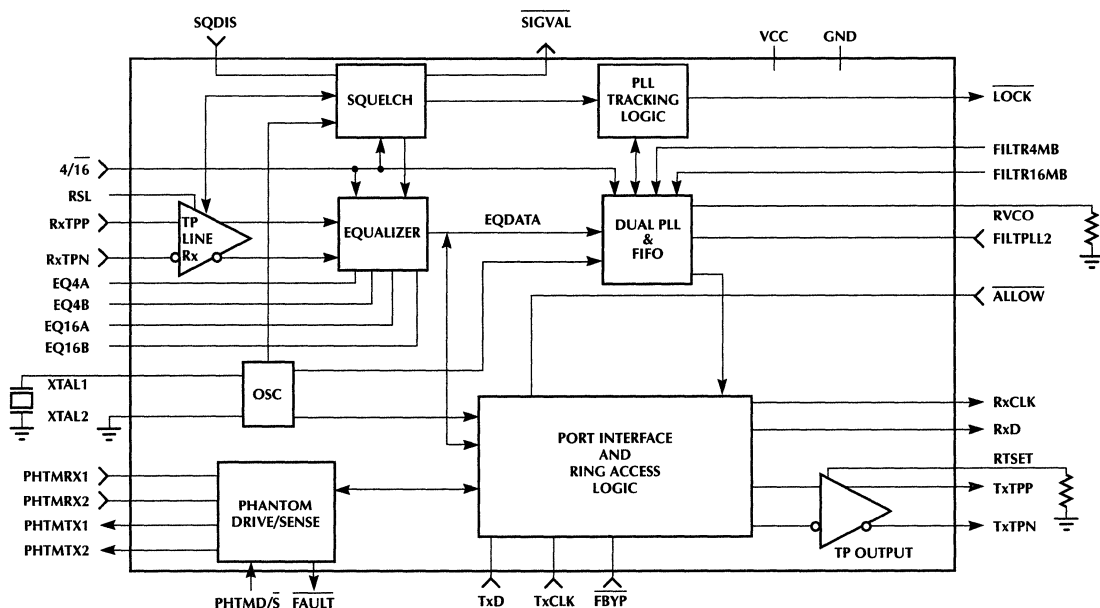 SQDIS
SIGVAL
VCC
GND
SQUELCH
PLL
TRACKING
LOGIC
LOCK
4/16
FILTR4MB
FILTR16MB
RSL
RxTPP
RxTPN
TP
LINE
Rx
EQUALIZER
EQDATA
DUAL PLL
&
FIFO
RVCO
FILTPLL2
EQ4A
EQ4B
EQ16A
EQ16B
ALLOW
XTAL1
XTAL2
OSC
PORT INTERFACE
AND
RING ACCESS
LOGIC
RxCLK
RxD
RTSET
TxTPP
TxTPN
TP OUTPUT
PHTMRX1
PHTMRX2
PHTMTX1
PHTMTX2
PHANTOM
DRIVE/SENSE
PHTMD/S
FAULT
TxD
TxCLK
FBYP